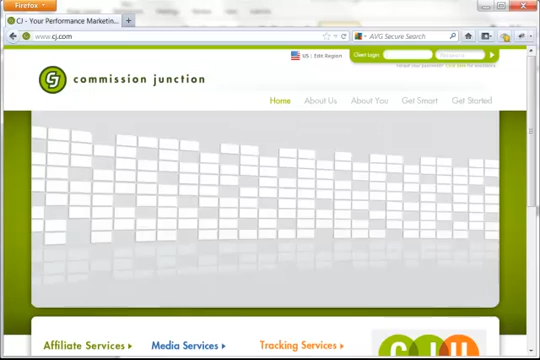 Firefox
CJ - Your Performance Marketin...
www.cj.com
AVG Secure Search
US : Edit Region
Client Login
commission junction
Home About Us About You Get Smart Get Started
Affiliate Services
Media Services
Tracking Services
CJU